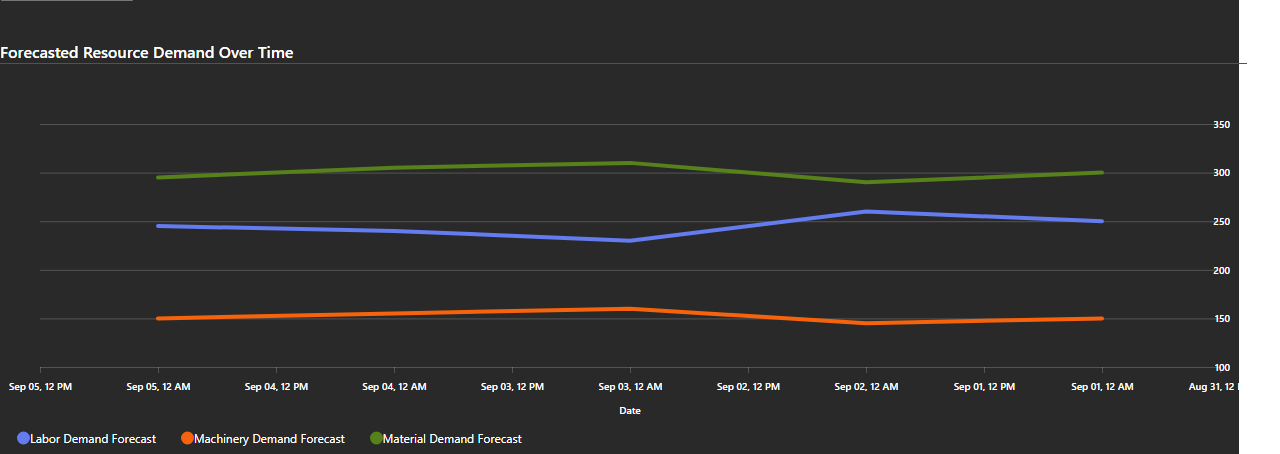 Forecasted Resource Demand Over Time
350
300
250
200
150
100
Sep 05, 12 PM Sep 05, 12 AM Sep 04, 12 PM Sep 04, 12 AM Sep 03, 12 PM Sep 03, 12 AM Sep 02, 12 PM Sep 02, 12 AM Sep 01, 12 PM Sep 01, 12 AM Aug 31, 12
Date
Labor Demand Forecast Machinery Demand Forecast Material Demand Forecast